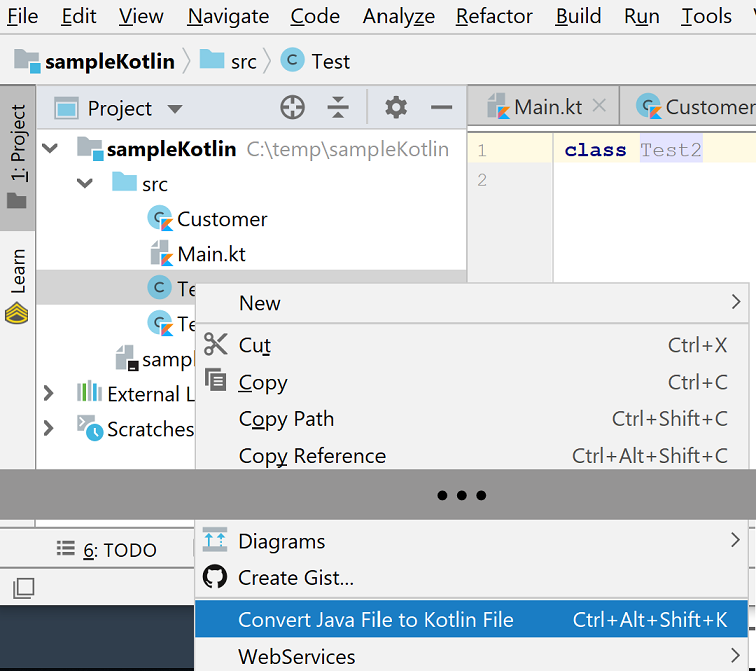 File Edit View Navigate Code Analyze Refactor Build Run Tools
sampleKotlin src Test
1: Project
Learn
Project
sampleKotlin C:\temp\sampleKotlin
src
Customer
Main.kt
Main.kt Customer
1 class Test2
2
External L
Scratches
6: TODO
New
Cut Ctrl+X
Copy Ctrl+C
Copy Path Ctrl+Shift+C
Copy Reference Ctrl+Alt+Shift+C
•••
Diagrams
Create Gist...
Convert Java File to Kotlin File Ctrl+Alt+Shift+K
WebServices